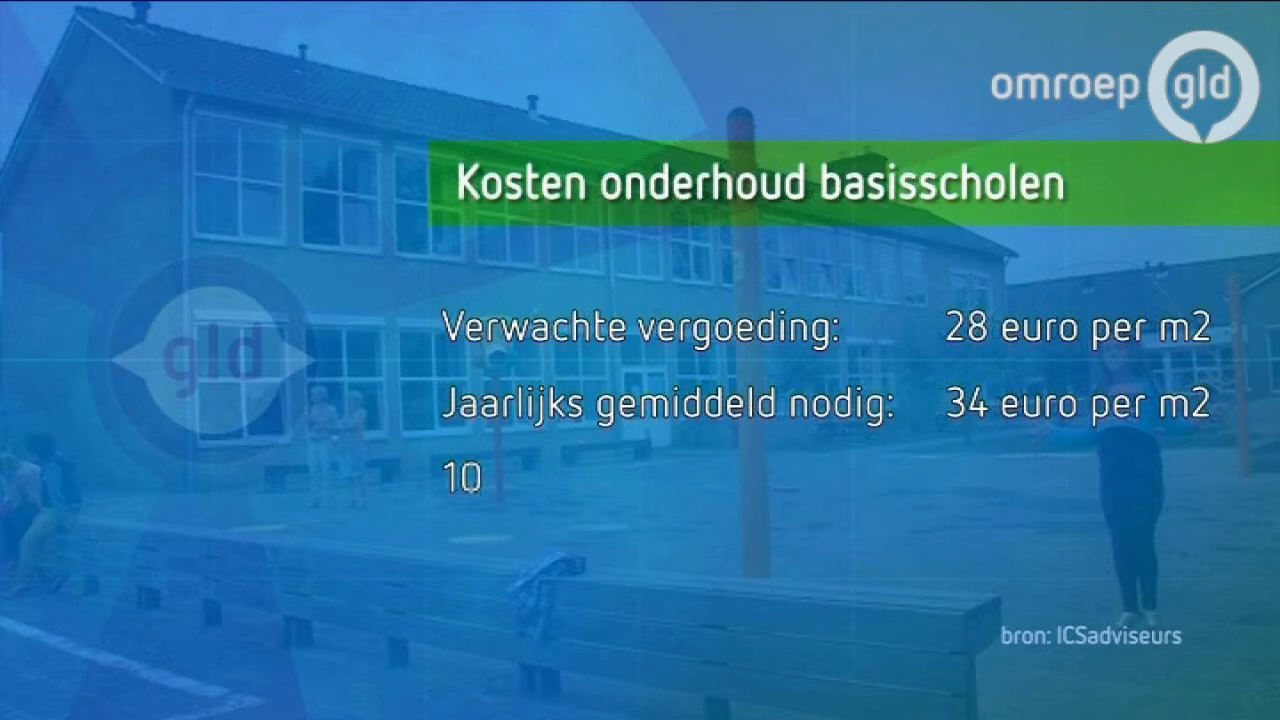 omroep gld
Kosten onderhoud basisscholen
gld
Verwachte vergoeding: 28 euro per m2
Jaarlijks gemiddeld nodig: 34 euro per m2
10
bron: ICSadviseurs